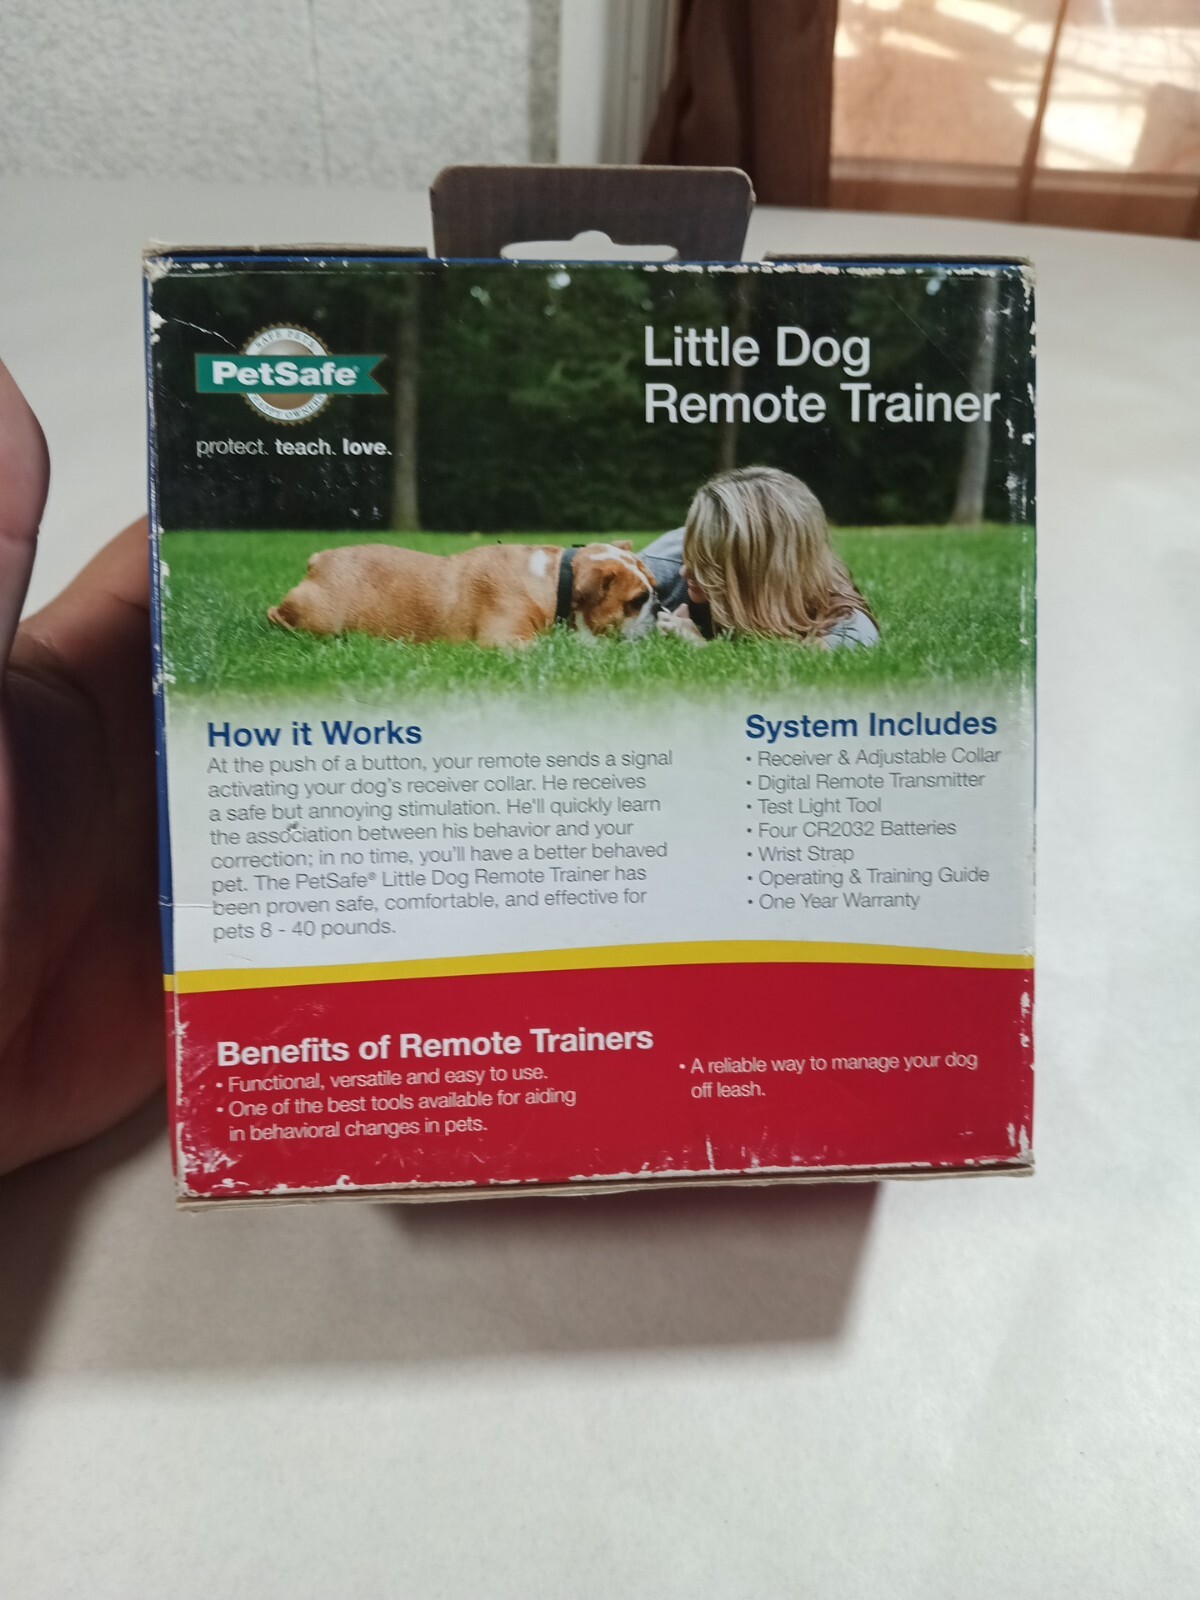 SAFE PETS
PetSafe®
HAPPY OWNERS
protect. teach. love.
Little Dog
Remote Trainer
How it Works
At the push of a button, your remote sends a signal
activating your dog's receiver collar. He receives
a safe but annoying stimulation. He'll quickly learn
the association between his behavior and your
correction; in no time, you'll have a better behaved
pet. The PetSafe® Little Dog Remote Trainer has
been proven safe, comfortable, and effective for
pets 8 - 40 pounds.
System Includes
• Receiver & Adjustable Collar
• Digital Remote Transmitter
• Test Light Tool
• Four CR2032 Batteries
• Wrist Strap
• Operating & Training Guide
• One Year Warranty
Benefits of Remote Trainers
• Functional, versatile and easy to use.
• One of the best tools available for aiding
in behavioral changes in pets.
• A reliable way to manage your dog
off leash.